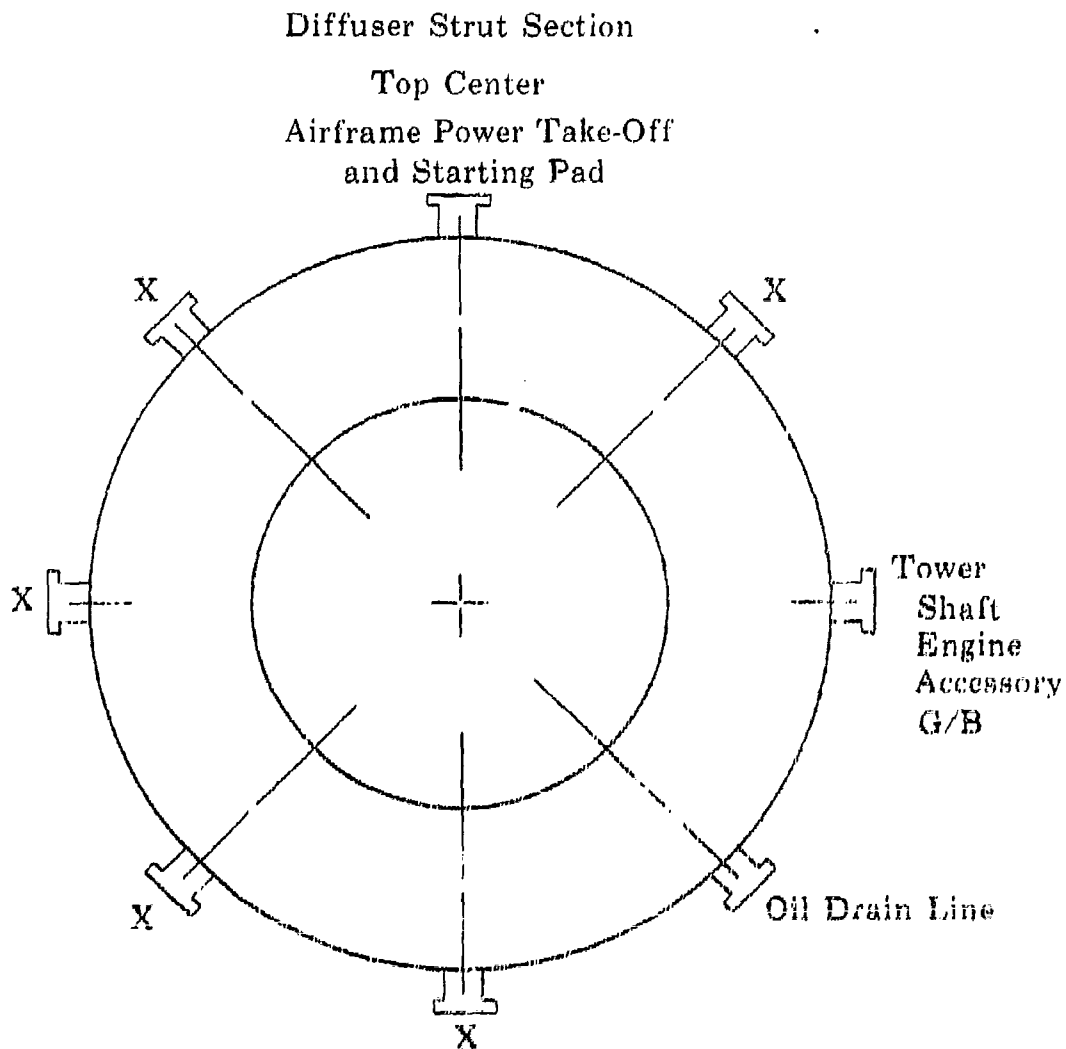 Diffuser Strut Section
Top Center
Airframe Power Take-Off
and Starting Pad
X
X
X
Tower
Shaft
Engine
Accessory
G/B
X
Oil Drain Line
X